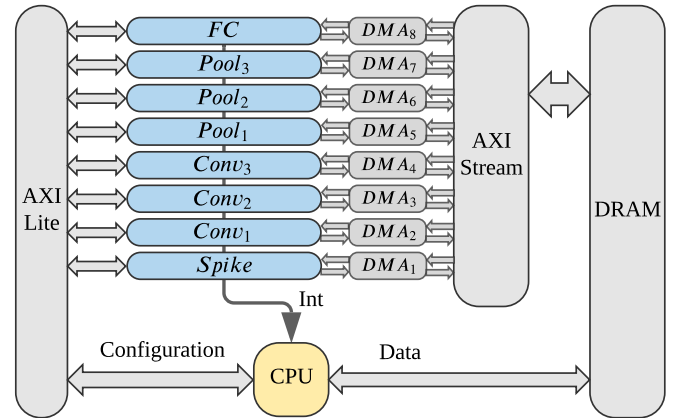 FC
DMA₈
Pool₃
DMA₇
Pool₂
DMA₆
Pool₁
DMA₅
Conv₃
DMA₄
Conv₂
DMA₃
Conv₁
DMA₂
Spike
DMA₁
AXI
Lite
AXI
Stream
DRAM
Int
Configuration
CPU
Data